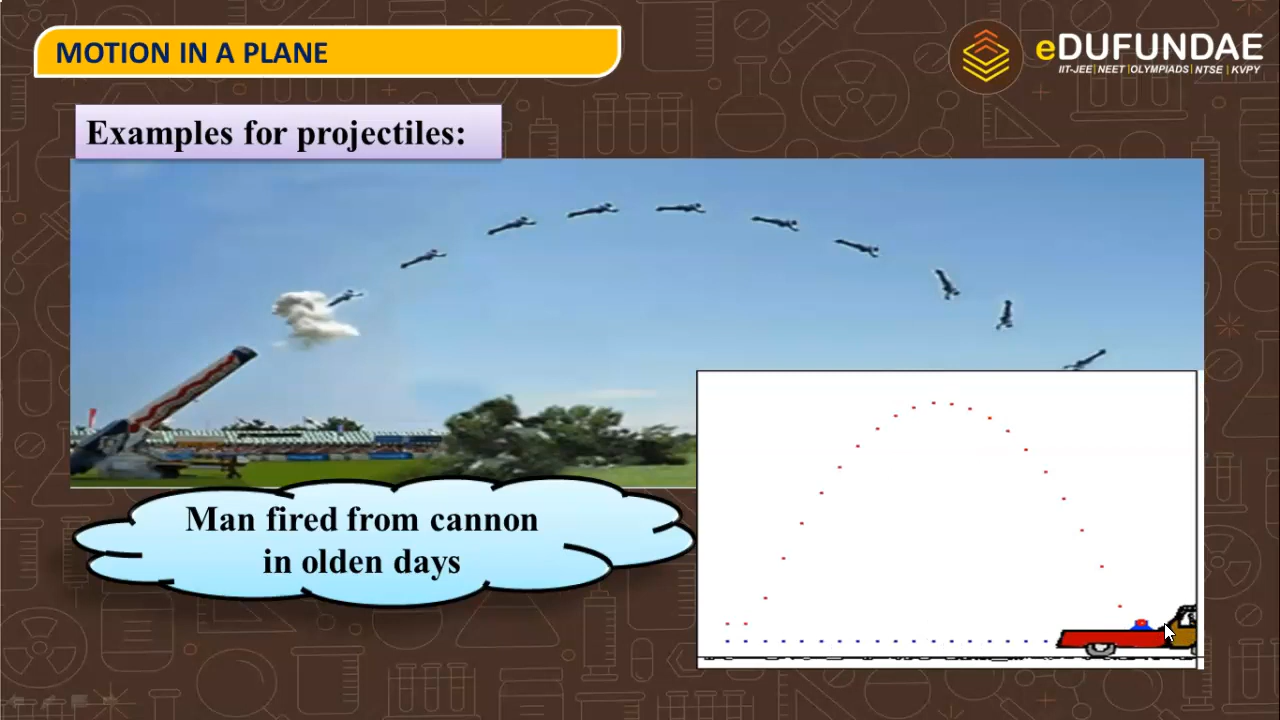 MOTION IN A PLANE
eDUFUNDAE
IIT-JEE|NEET|OLYMPIADS|NTSE|KVPY
Examples for projectiles:
Man fired from cannon
in olden days